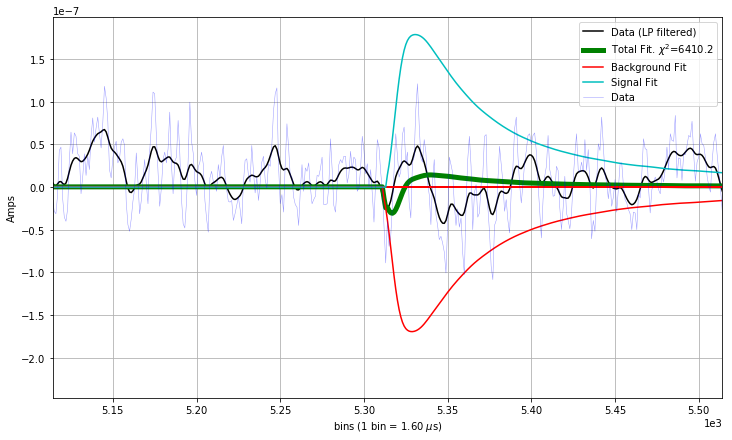 1e−7
Data (LP filtered)
Total Fit. χ²=6410.2
Background Fit
Signal Fit
Data
1.5
1.0
0.5
0.0
−0.5
−1.0
−1.5
−2.0
Amps
5.15 5.20 5.25 5.30 5.35 5.40 5.45 5.50
1e3
bins (1 bin = 1.60 μs)